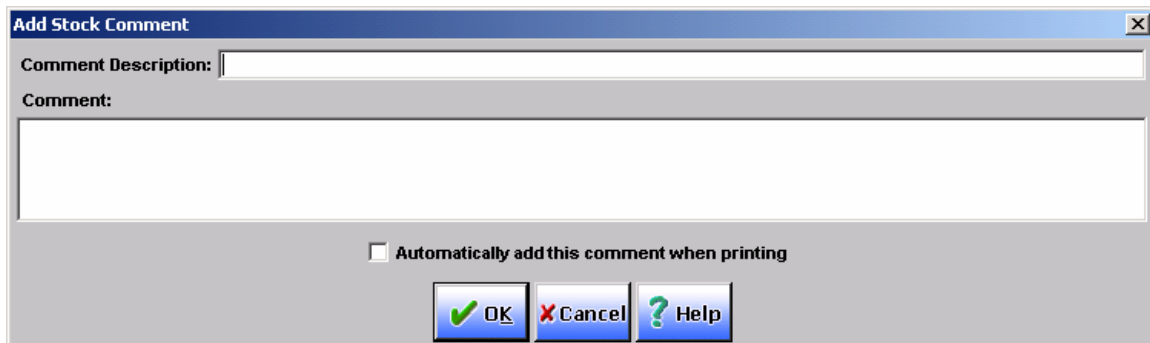 Add Stock Comment
Comment Description:
Comment:
Automatically add this comment when printing
OK Cancel Help